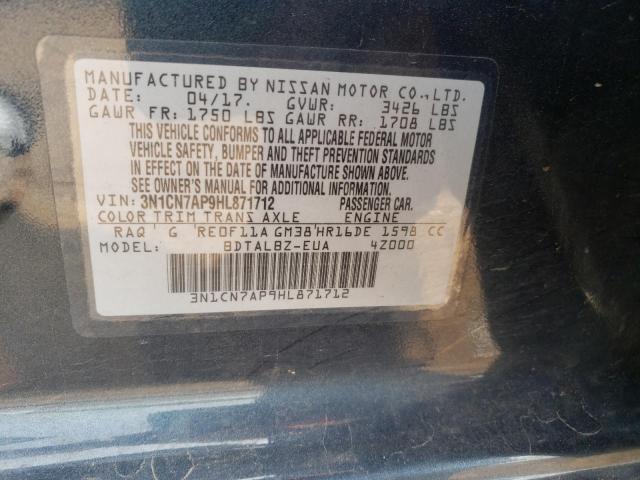 MANUFACTURED BY NISSAN MOTOR CO.,LTD.
DATE: 04/17. GVWR: 3426 LBS
GAWR FR: 1750 LBS GAWR RR: 1708 LBS
THIS VEHICLE CONFORMS TO ALL APPLICABLE FEDERAL MOTOR
VEHICLE SAFETY, BUMPER AND THEFT PREVENTION STANDARDS
IN EFFECT ON THE DATE OF MANUFACTURE SHOWN ABOVE.
SEE OWNER'S MANUAL FOR ADDITIONAL INFORMATION.
VIN: 3N1CN7AP9HL871712 PASSENGER CAR.
COLOR TRIM TRANS AXLE ENGINE
RAQ' G 'RE0F11A GM38'HR16DE 1598 CC
MODEL: BDTALBZ-EUA 4Z000
3N1CN7AP9HL871712